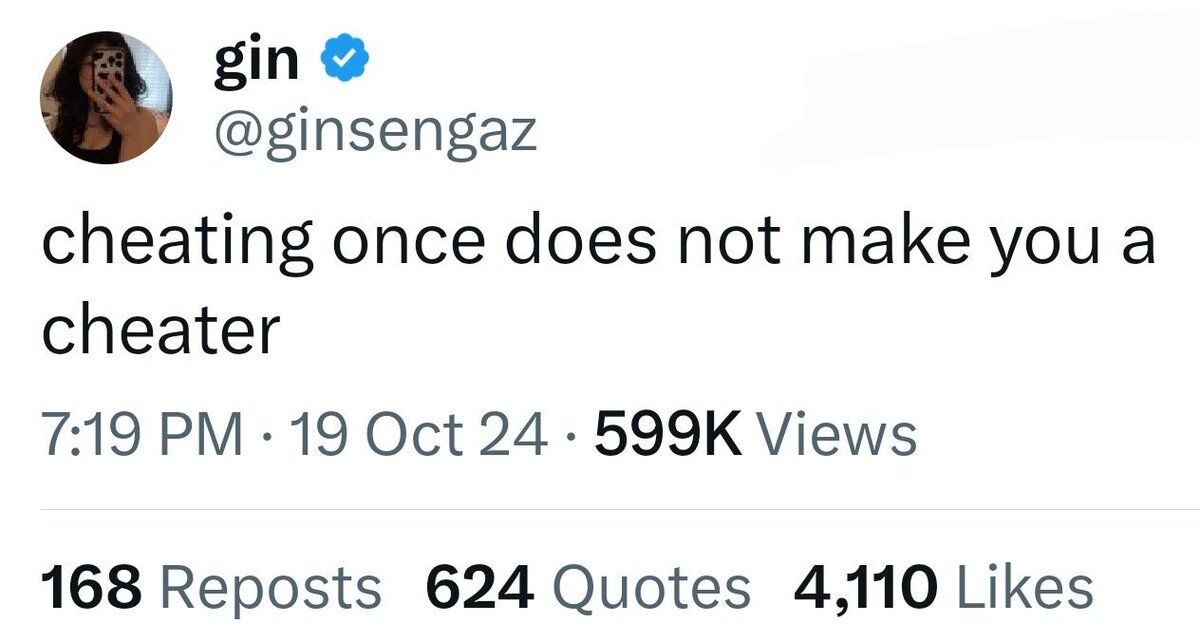 gin
@ginsengaz
cheating once does not make you a
cheater
7:19 PM · 19 Oct 24 · 599K Views
168 Reposts 624 Quotes 4,110 Likes